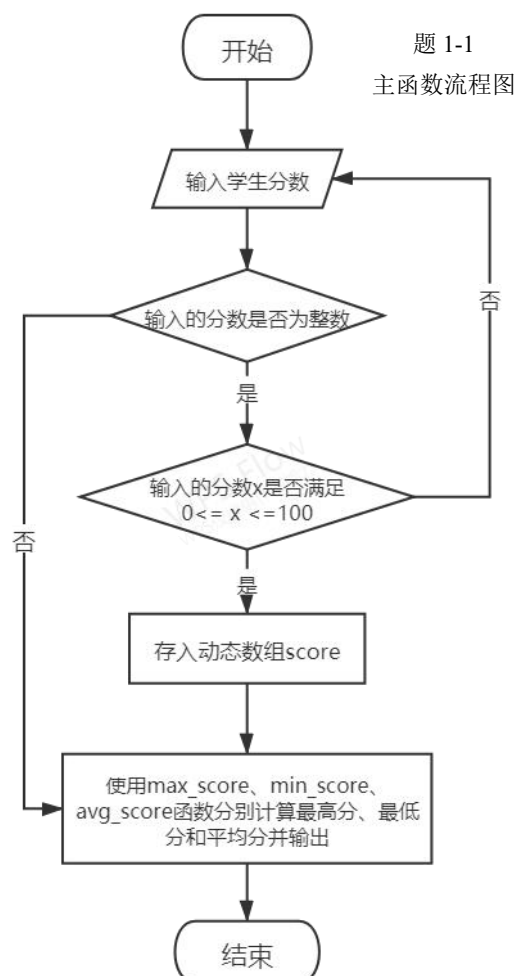 开始
题 1-1
主函数流程图
输入学生分数
输入的分数是否为整数
否
是
输入的分数x是否满足
0<= x <=100
否
是
存入动态数组score
使用max_score、min_score、
avg_score函数分别计算最高分、最低
分和平均分并输出
结束